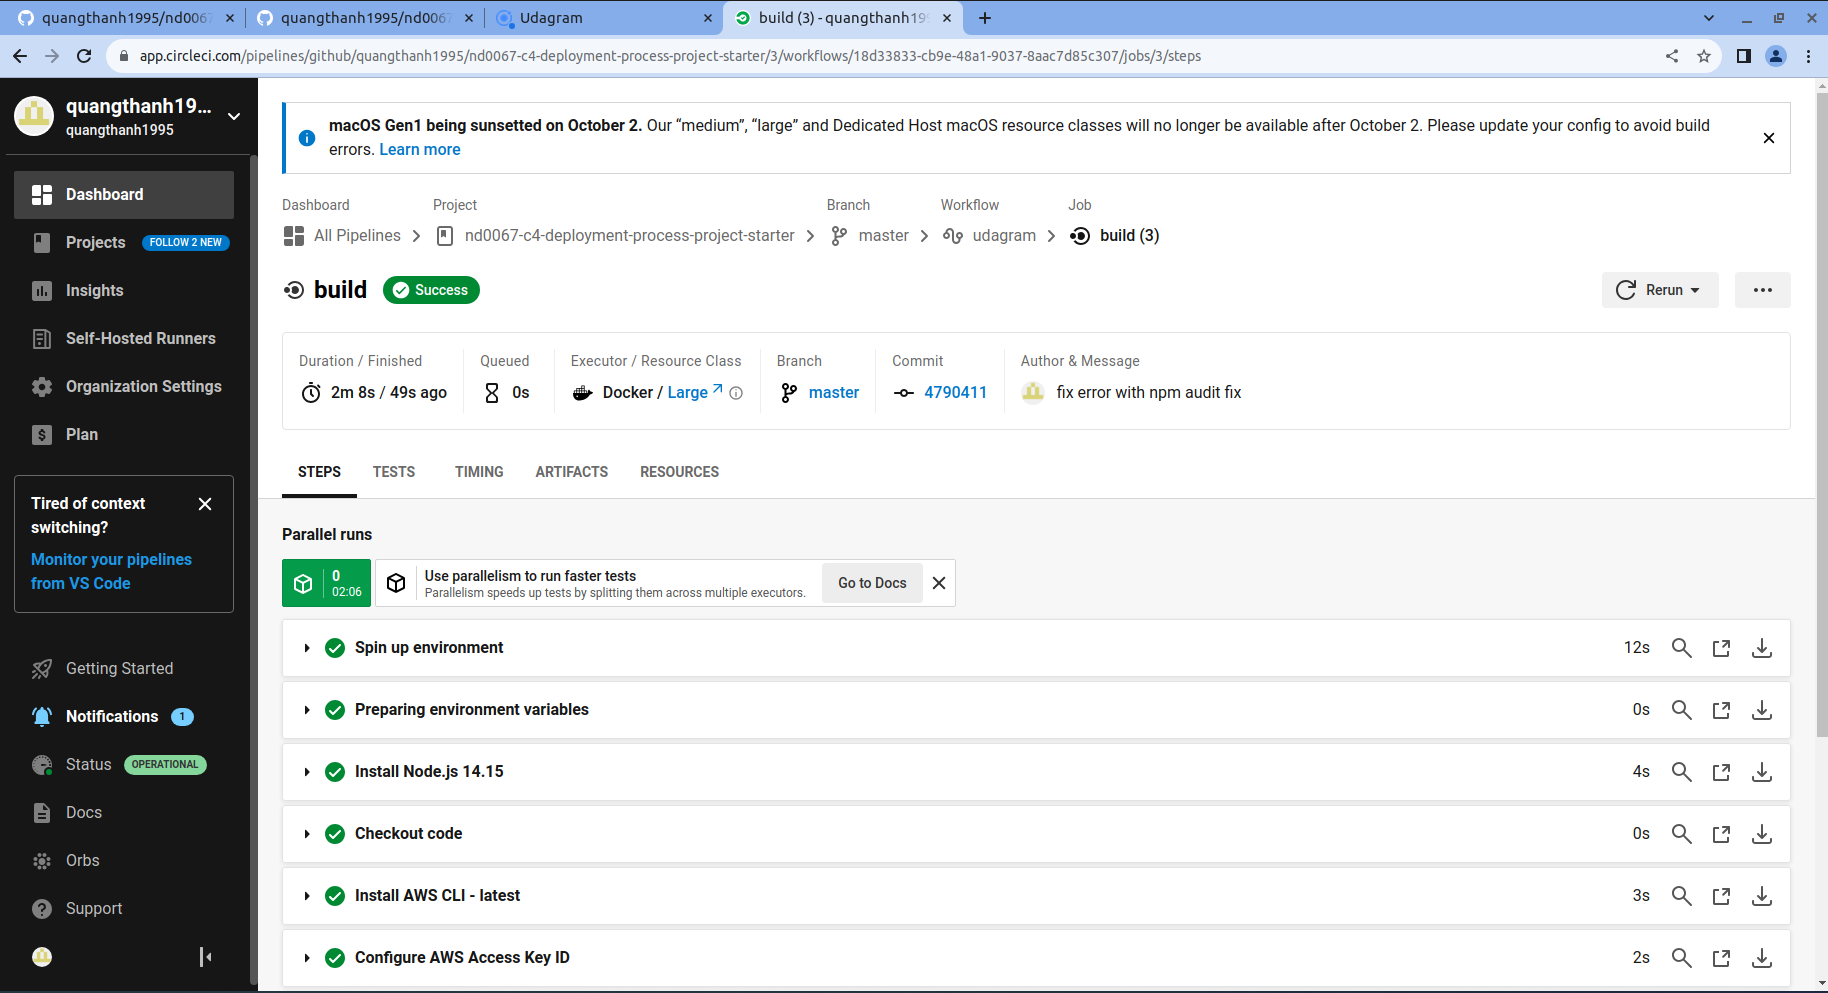 quangthanh1995/nd0067
quangthanh1995/nd0067
Udagram
build (3) - quangthanh199
app.circleci.com/pipelines/github/quangthanh1995/nd0067-c4-deployment-process-project-starter/3/workflows/18d33833-cb9e-48a1-9037-8aac7d85c307/jobs/3/steps
quangthanh19...
quangthanh1995
Dashboard
Projects FOLLOW 2 NEW
Insights
Self-Hosted Runners
Organization Settings
Plan
Tired of context
switching?
Monitor your pipelines
from VS Code
Getting Started
Notifications 1
Status OPERATIONAL
Docs
Orbs
Support
macOS Gen1 being sunsetted on October 2. Our “medium”, “large” and Dedicated Host macOS resource classes will no longer be available after October 2. Please update your config to avoid build
errors. Learn more
Dashboard Project Branch Workflow Job
All Pipelines nd0067-c4-deployment-process-project-starter master udagram build (3)
build Success Rerun
Duration / Finished Queued Executor / Resource Class Branch Commit Author & Message
2m 8s / 49s ago 0s Docker / Large master 4790411 fix error with npm audit fix
STEPS TESTS TIMING ARTIFACTS RESOURCES
Parallel runs
0
02:06
Use parallelism to run faster tests
Parallelism speeds up tests by splitting them across multiple executors.
Go to Docs
Spin up environment 12s
Preparing environment variables 0s
Install Node.js 14.15 4s
Checkout code 0s
Install AWS CLI - latest 3s
Configure AWS Access Key ID 2s